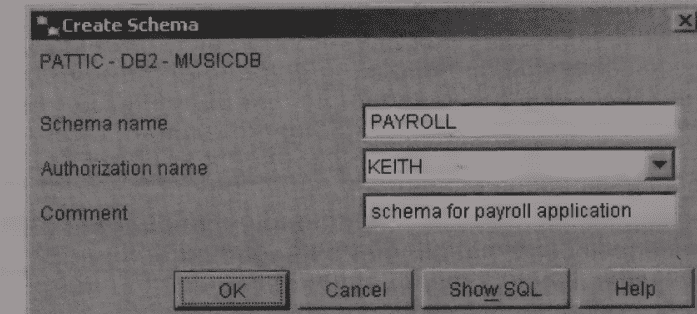 Create Schema
PATTIC - DB2 - MUSICDB
Schema name PAYROLL
Authorization name KEITH
Comment schema for payroll application
OK Cancel Show SQL Help